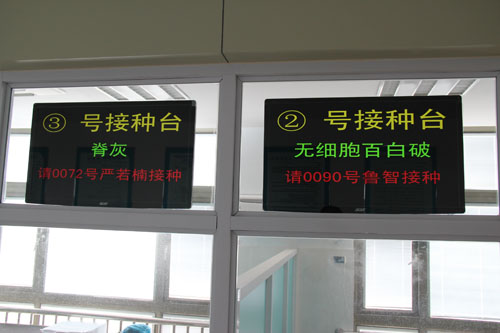 ③ 号接种台
脊灰
请0072号严若楠接种
② 号接种台
无细胞百白破
请0090号鲁智接种